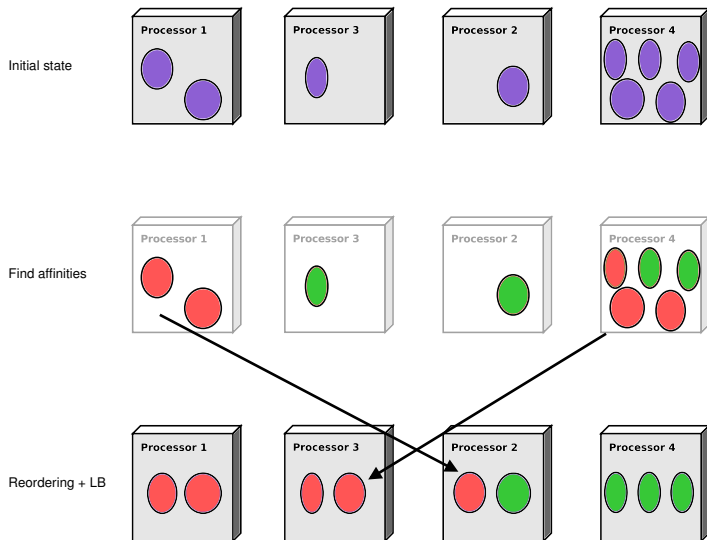 Processor 1
Processor 3
Processor 2
Processor 4
Initial state
Processor 1
Processor 3
Processor 2
Processor 4
Find affinities
Processor 1
Processor 3
Processor 2
Processor 4
Reordering + LB